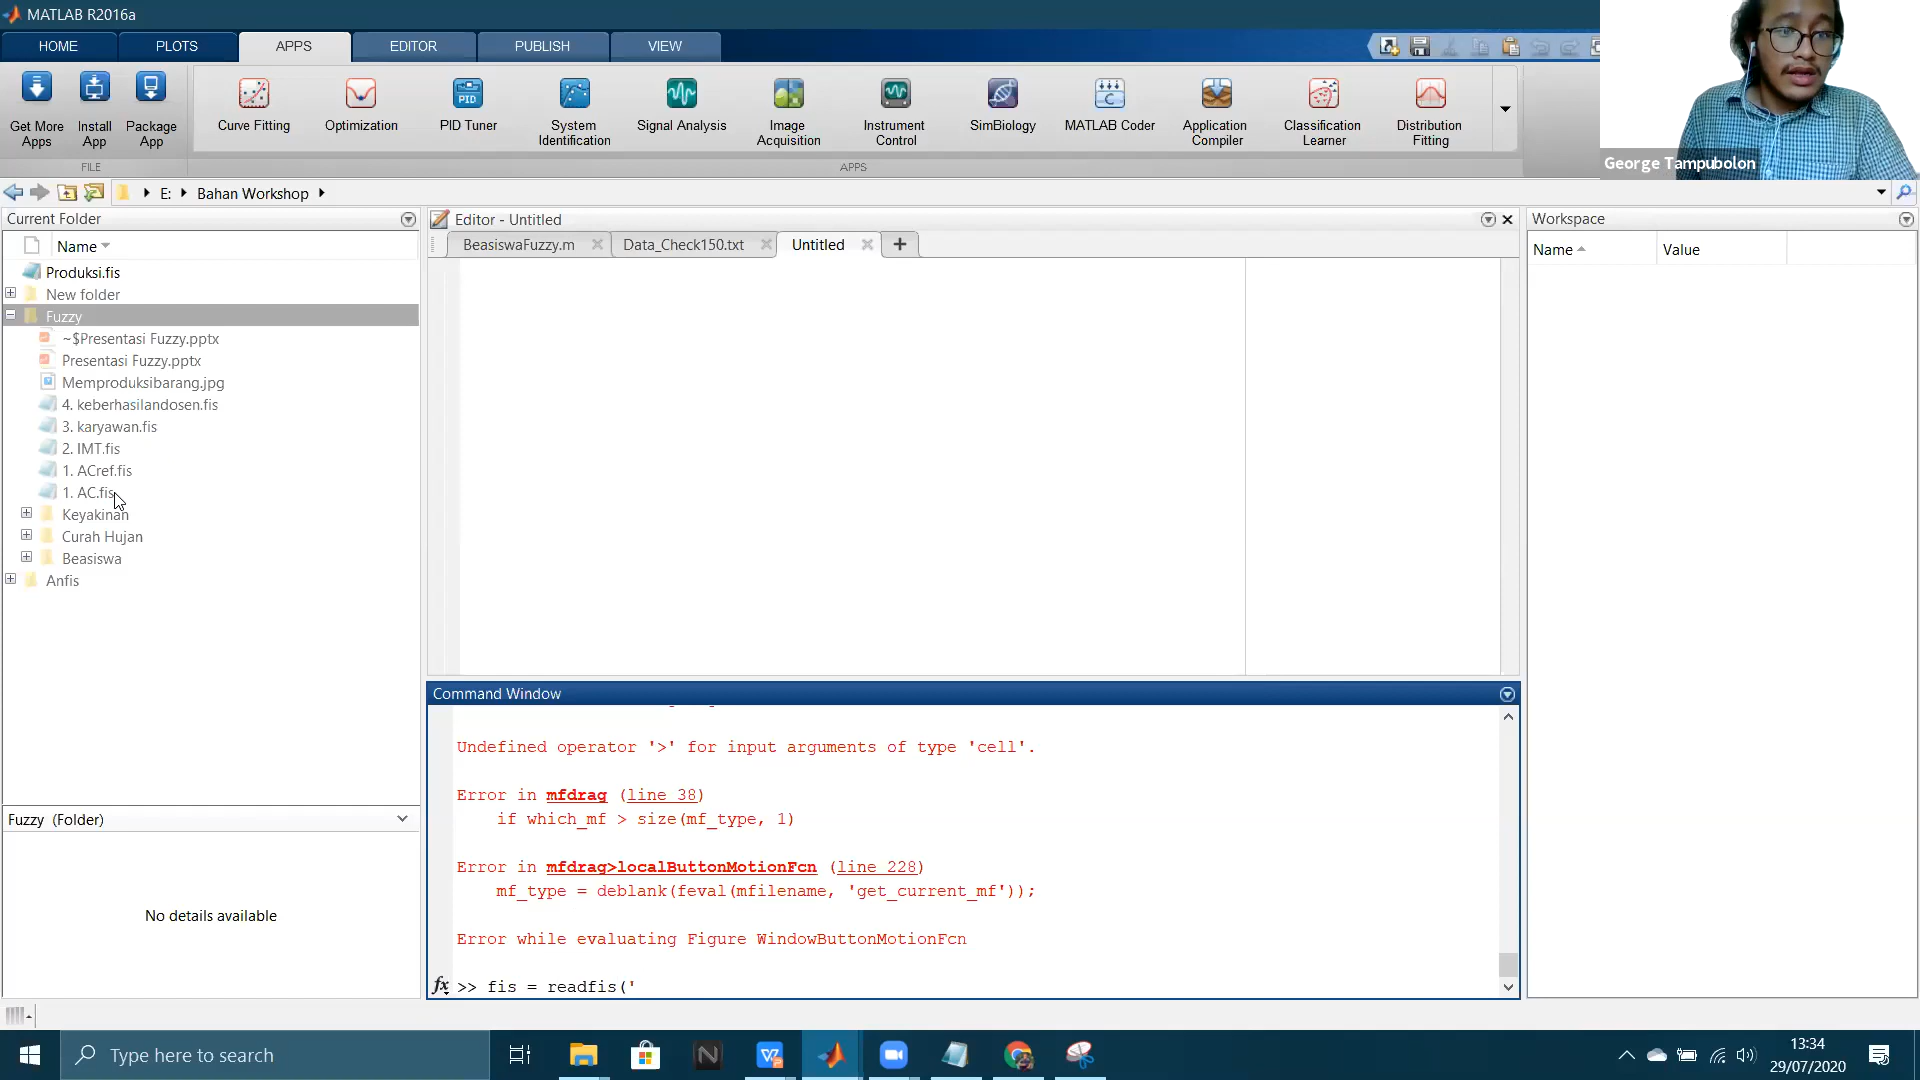 MATLAB R2016a
HOME PLOTS APPS EDITOR PUBLISH VIEW
Get More Apps
Install App
Package App
FILE
Curve Fitting
Optimization
PID Tuner
System Identification
Signal Analysis
Image Acquisition
Instrument Control
SimBiology
MATLAB Coder
Application Compiler
Classification Learner
Distribution Fitting
APPS
George Tampubolon
E: Bahan Workshop
Current Folder
Name
Produksi.fis
New folder
Fuzzy
~$Presentasi Fuzzy.pptx
Presentasi Fuzzy.pptx
Memproduksibarang.jpg
4. keberhasilandosen.fis
3. karyawan.fis
2. IMT.fis
1. ACref.fis
1. AC.fis
Keyakinan
Curah Hujan
Beasiswa
Anfis
Fuzzy (Folder)
No details available
Editor - Untitled
BeasiswaFuzzy.m Data_Check150.txt Untitled
Command Window
Undefined operator '>' for input arguments of type 'cell'.
Error in mfdrag (line 38)
if which_mf > size(mf_type, 1)
Error in mfdrag>localButtonMotionFcn (line 228)
mf_type = deblank(feval(mfilename, 'get_current_mf'));
Error while evaluating Figure WindowButtonMotionFcn
fx >> fis = readfis('
Workspace
Name Value
Type here to search
13:34
29/07/2020